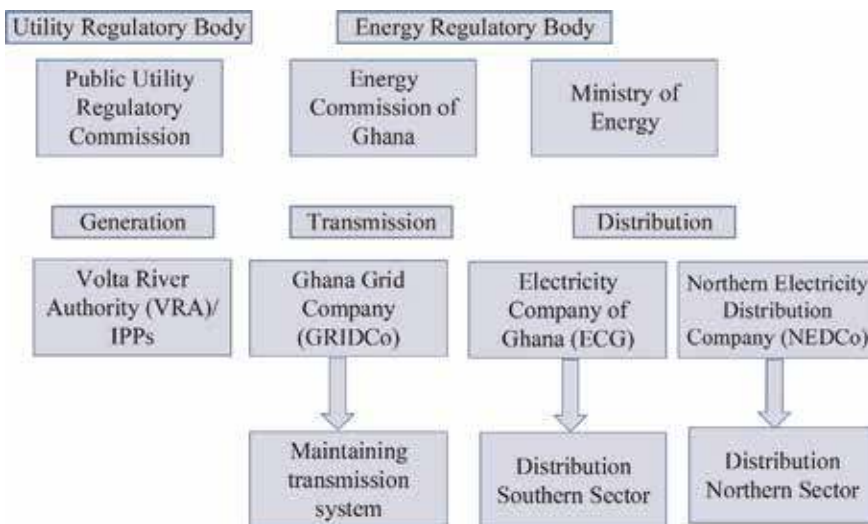 Utility Regulatory Body
Energy Regulatory Body
Public Utility
Regulatory
Commission
Energy
Commission of
Ghana
Ministry of
Energy
Generation
Transmission
Distribution
Volta River
Authority (VRA)/
IPPs
Ghana Grid
Company
(GRIDCo)
Electricity
Company of
Ghana (ECG)
Northern Electricity
Distribution
Company (NEDCo)
Maintaining
transmission
system
Distribution
Southern Sector
Distribution
Northern Sector